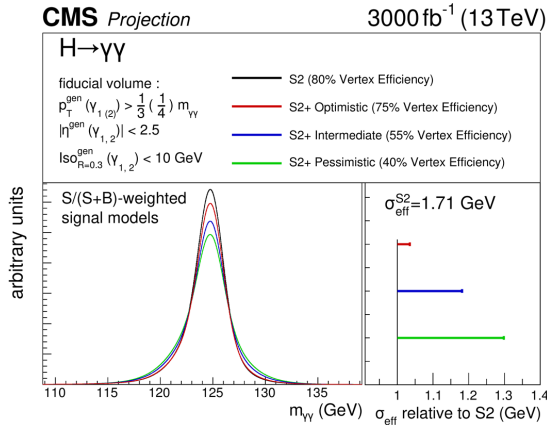 CMS Projection 3000 fb⁻¹ (13 TeV)
H→γγ
fiducial volume :
p_T^gen (γ_1 (2)) > 1/3 ( 1/4 ) m_γγ
|η^gen (γ_1, 2)| < 2.5
Iso_R=0.3^gen (γ_1, 2) < 10 GeV
S2 (80% Vertex Efficiency)
S2+ Optimistic (75% Vertex Efficiency)
S2+ Intermediate (55% Vertex Efficiency)
S2+ Pessimistic (40% Vertex Efficiency)
arbitrary units
S/(S+B)-weighted
signal models
110 115 120 125 130 135
m_γγ (GeV)
σ_eff^S2=1.71 GeV
1 1.1 1.2 1.3 1.4
σ_eff relative to S2 (GeV)